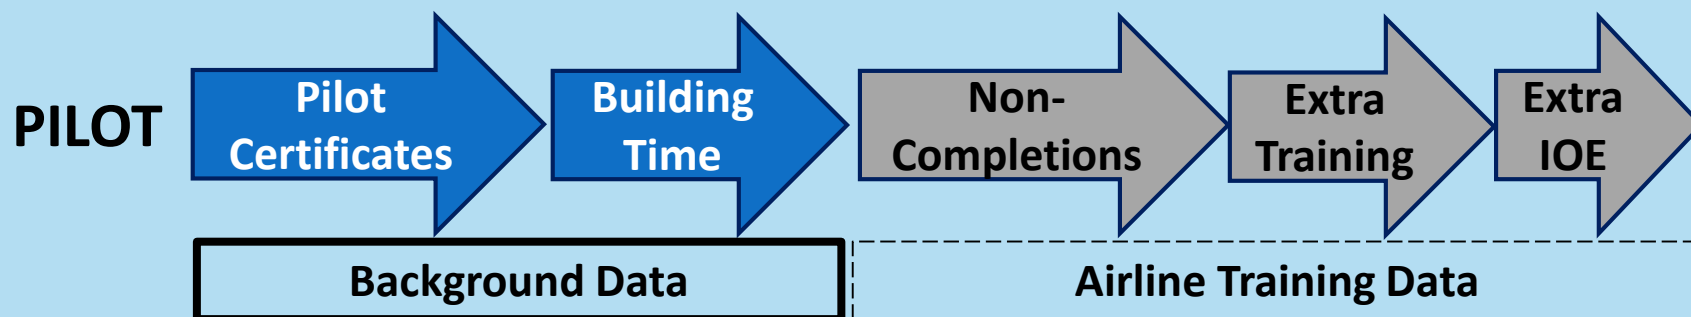 PILOT
Pilot
Certificates
Building
Time
Non-
Completions
Extra
Training
Extra
IOE
Background Data
Airline Training Data